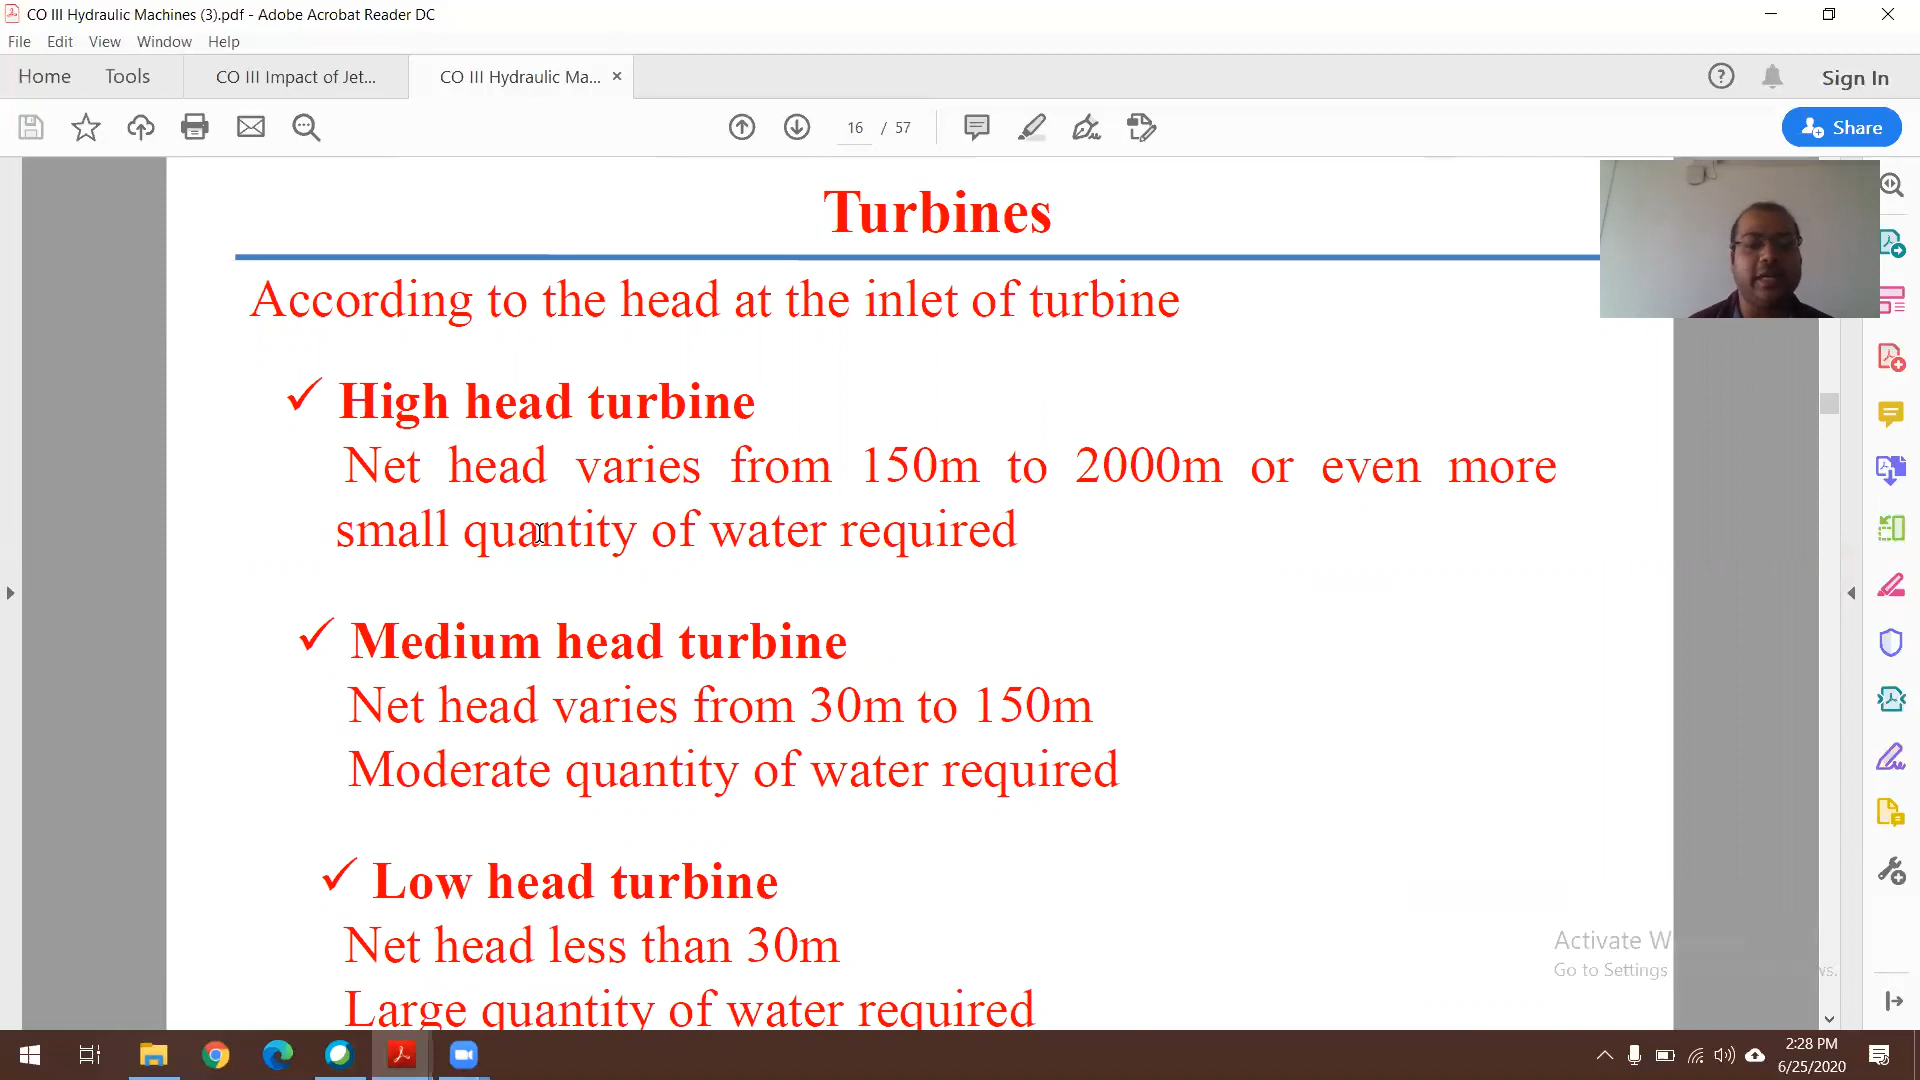 CO III Hydraulic Machines (3).pdf - Adobe Acrobat Reader DC
File Edit View Window Help
Home Tools CO III Impact of Jet... CO III Hydraulic Ma... × Sign In
16 / 57 Share
Turbines
According to the head at the inlet of turbine
✓ High head turbine
Net head varies from 150m to 2000m or even more
small quantity of water required
✓ Medium head turbine
Net head varies from 30m to 150m
Moderate quantity of water required
✓ Low head turbine
Net head less than 30m
Large quantity of water required
Activate W
Go to Settings
2:28 PM
6/25/2020